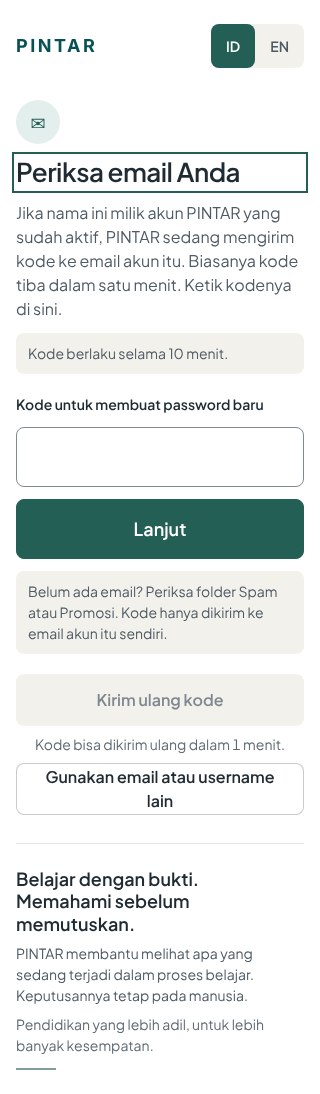 PINTAR
ID
EN
Periksa email Anda
Jika nama ini milik akun PINTAR yang
sudah aktif, PINTAR sedang mengirim
kode ke email akun itu. Biasanya kode
tiba dalam satu menit. Ketik kodenya
di sini.
Kode berlaku selama 10 menit.
Kode untuk membuat password baru
Lanjut
Belum ada email? Periksa folder Spam
atau Promosi. Kode hanya dikirim ke
email akun itu sendiri.
Kirim ulang kode
Kode bisa dikirim ulang dalam 1 menit.
Gunakan email atau username
lain
Belajar dengan bukti.
Memahami sebelum
memutuskan.
PINTAR membantu melihat apa yang
sedang terjadi dalam proses belajar.
Keputusannya tetap pada manusia.
Pendidikan yang lebih adil, untuk lebih
banyak kesempatan.